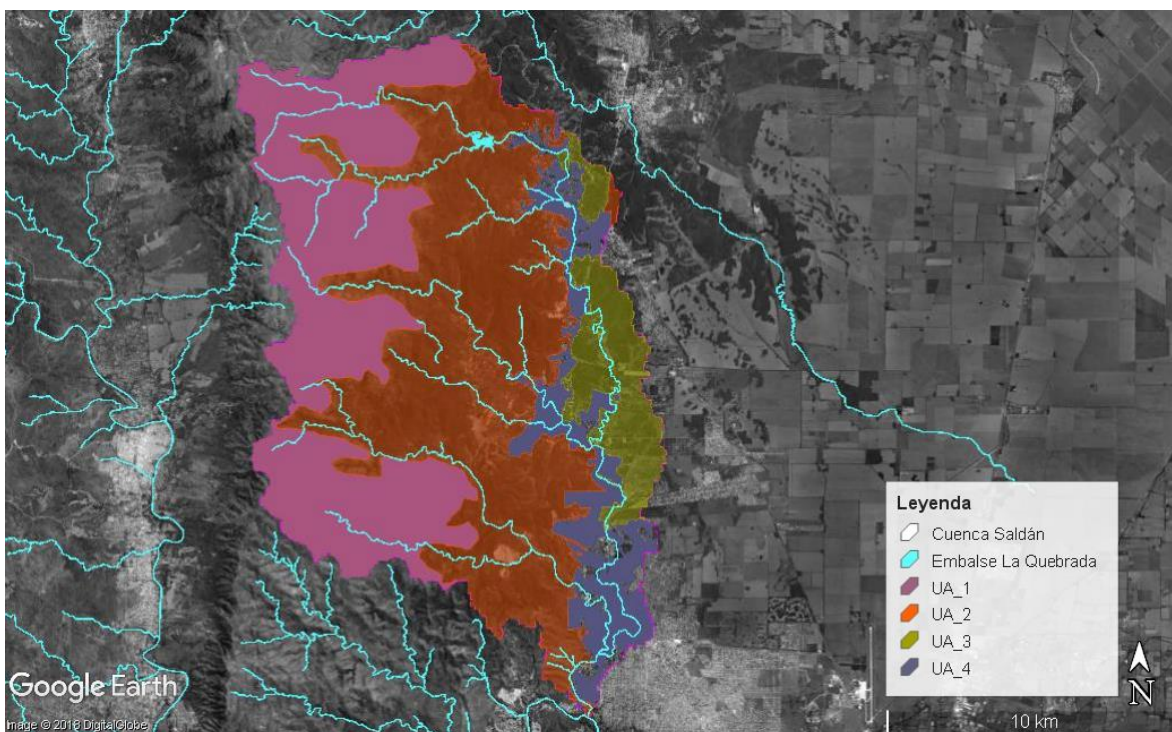 Leyenda
Cuenca Saldán
Embalse La Quebrada
UA_1
UA_2
UA_3
UA_4
N
Google Earth
Image © 2018 DigitalGlobe
10 km